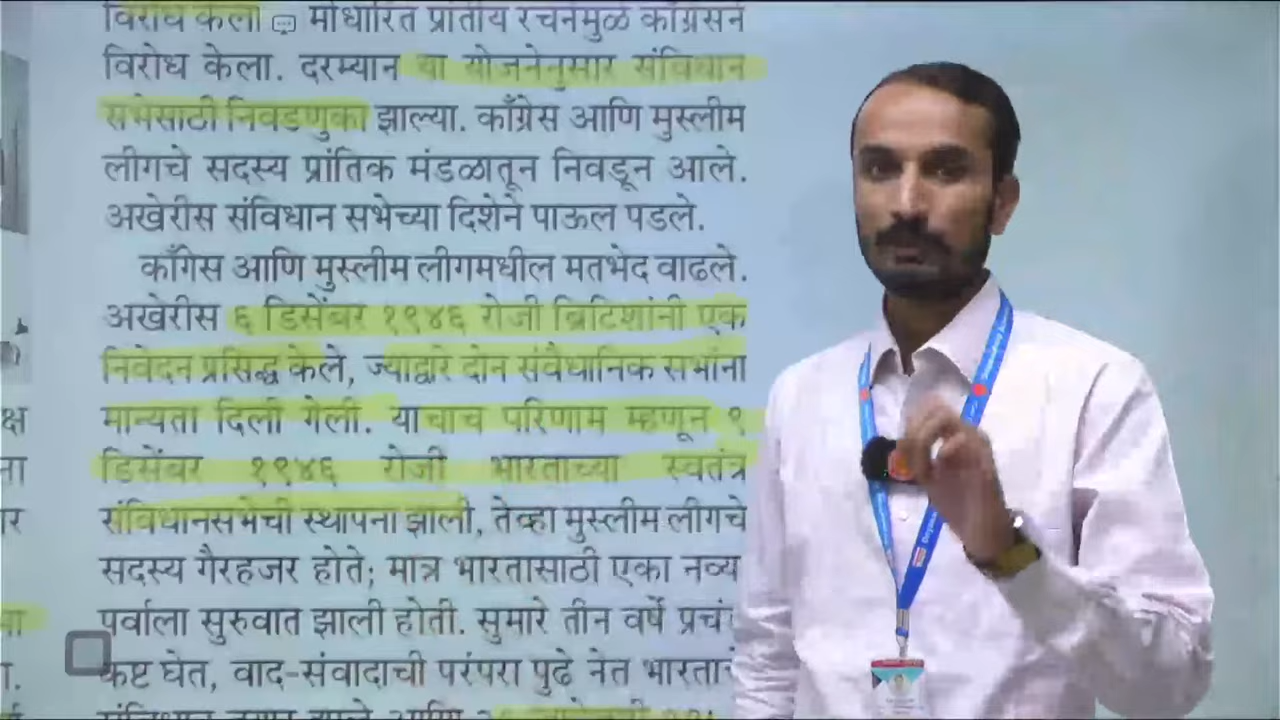 विरोध केला माधारित प्रांतीय रचनेमुळे काँग्रेसने
विरोध केला. दरम्यान या योजनेनुसार संविधान
सभेसाठी निवडणुका झाल्या. काँग्रेस आणि मुस्लीम
लीगचे सदस्य प्रांतिक मंडळातून निवडून आले.
अखेरीस संविधान सभेच्या दिशेने पाऊल पडले.
काँग्रेस आणि मुस्लीम लीगमधील मतभेद वाढले.
अखेरीस ६ डिसेंबर १९४६ रोजी ब्रिटिशांनी एक
निवेदन प्रसिद्ध केले, ज्याद्वारे दोन संवैधानिक सभांना
मान्यता दिली गेली. याचाच परिणाम म्हणून ९
डिसेंबर १९४६ रोजी भारताच्या स्वतंत्र
संविधानसभेची स्थापना झाली, तेव्हा मुस्लीम लीगचे
सदस्य गैरहजर होते; मात्र भारतासाठी एका नव्या
पर्वाला सुरुवात झाली होती. सुमारे तीन वर्षे
कष्ट घेत, वाद-संवादाची परंपरा पुढे नेत